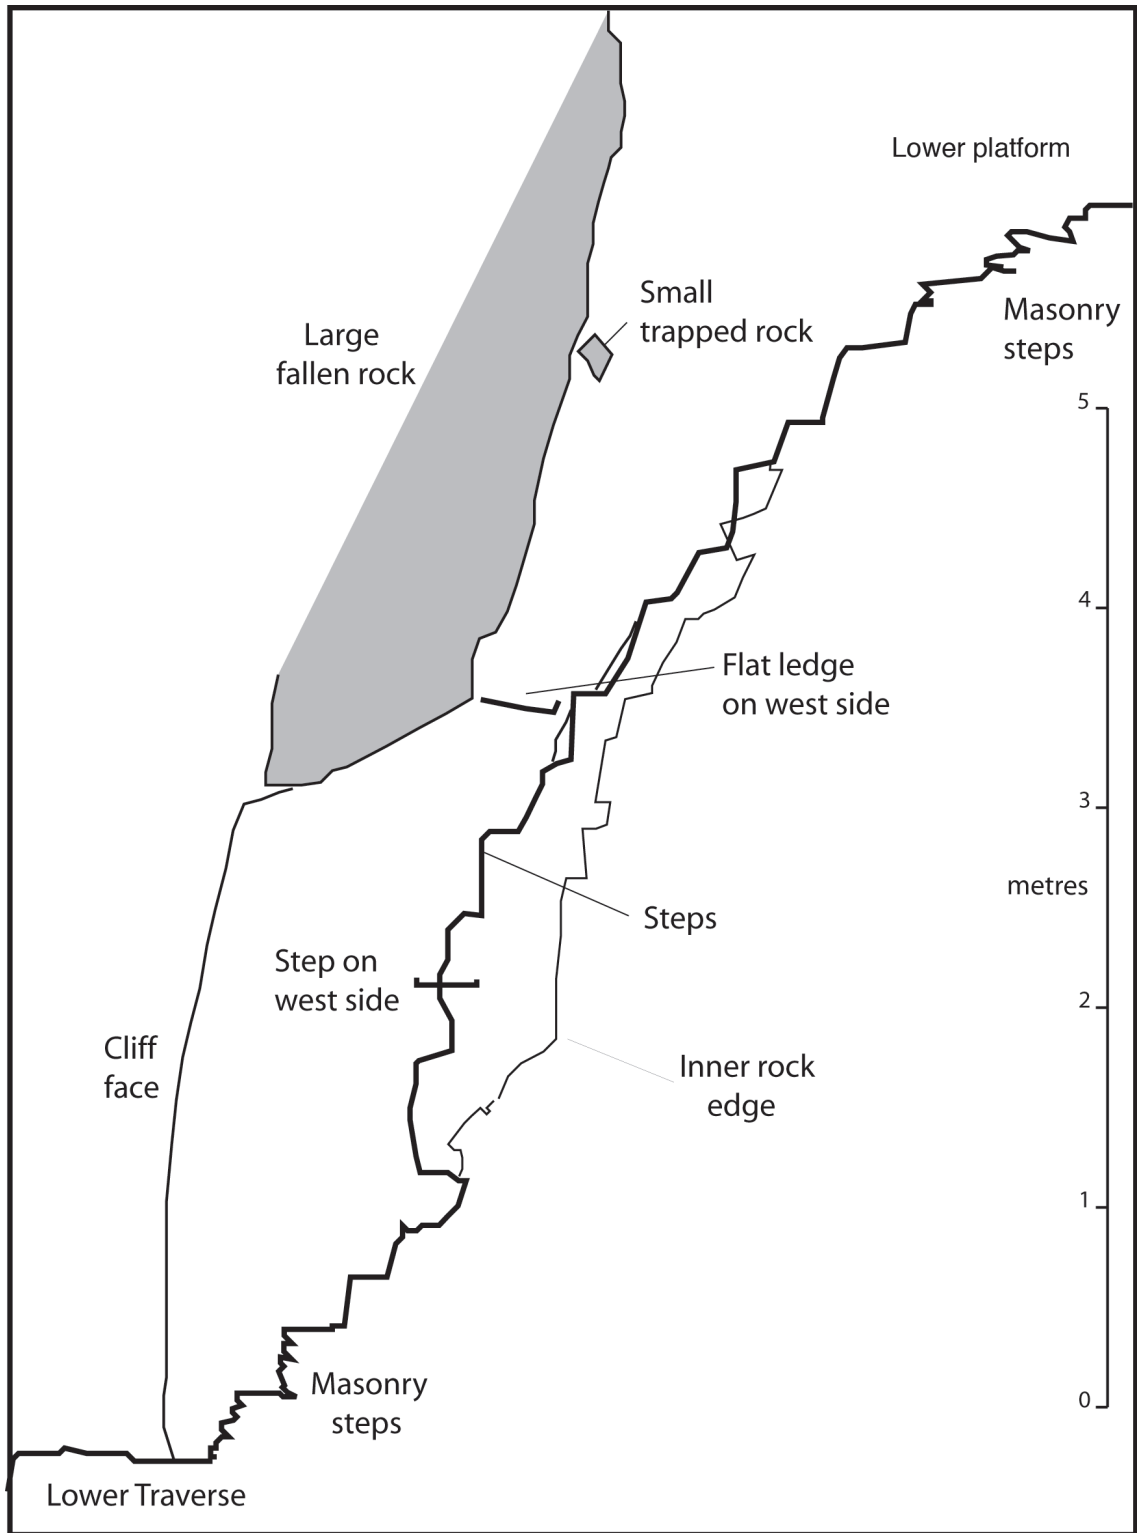 Lower platform
Small
trapped rock
Large
fallen rock
Masonry
steps
5
4
Flat ledge
on west side
3
metres
Steps
Step on
west side
2
Cliff
face
Inner rock
edge
1
Masonry
steps
0
Lower Traverse